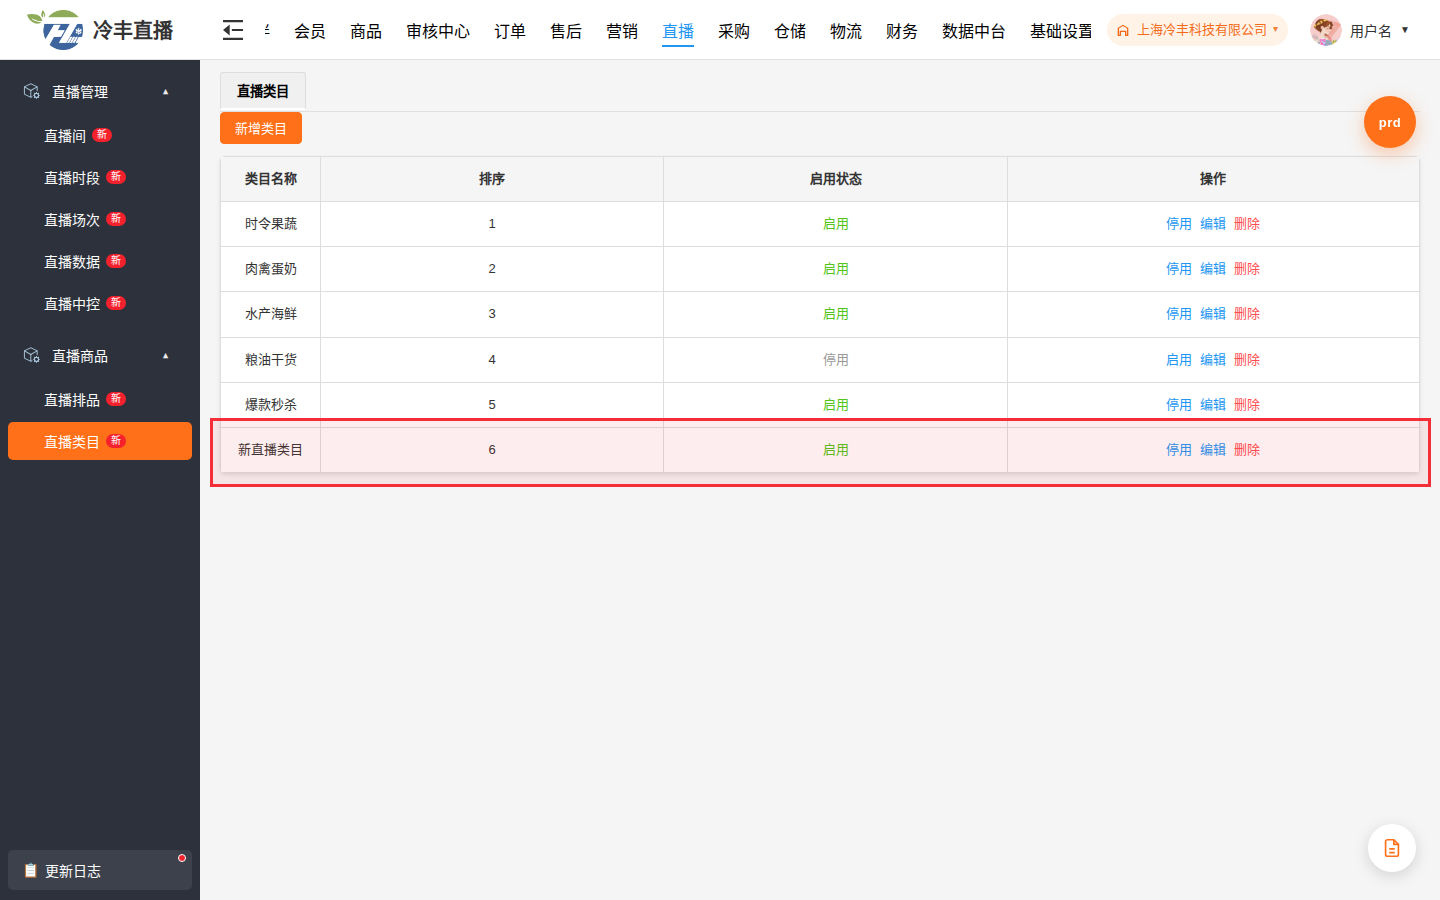 冷丰直播
会员 商品 审核中心 订单 售后 营销 直播 采购 仓储 物流 财务 数据中台 基础设置
上海冷丰科技有限公司 ▾
用户名 ▼
直播管理 ▲
直播间 新
直播时段 新
直播场次 新
直播数据 新
直播中控 新
直播商品 ▲
直播排品 新
直播类目 新
更新日志
直播类目
新增类目
prd
类目名称 排序 启用状态 操作
时令果蔬 1 启用 停用 编辑 删除
肉禽蛋奶 2 启用 停用 编辑 删除
水产海鲜 3 启用 停用 编辑 删除
粮油干货 4 停用 启用 编辑 删除
爆款秒杀 5 启用 停用 编辑 删除
新直播类目 6 启用 停用 编辑 删除